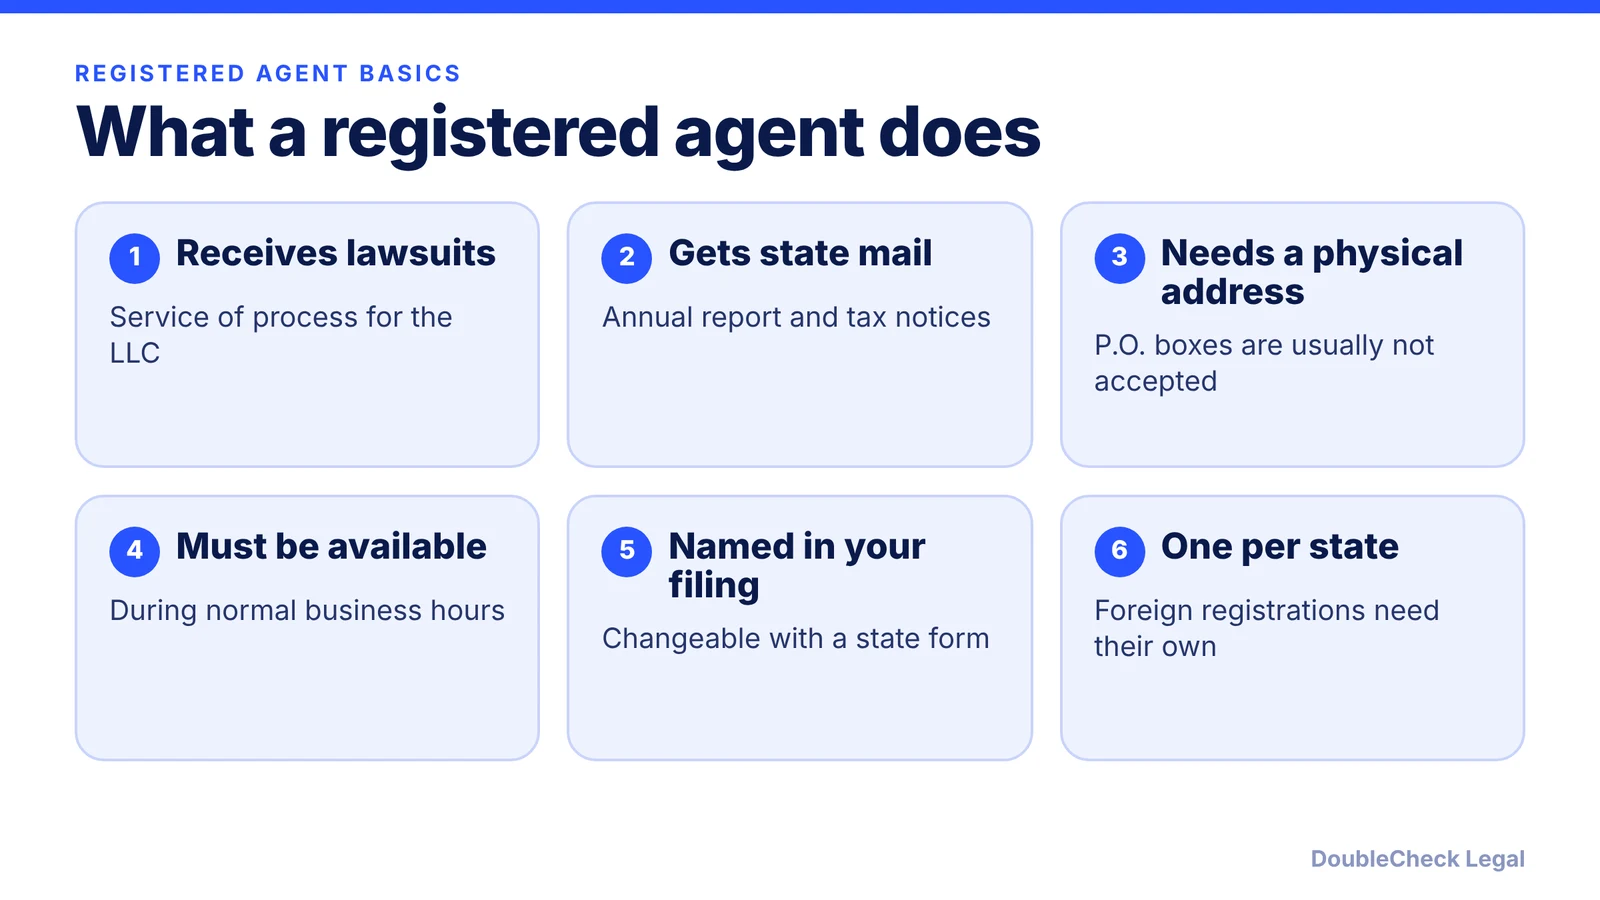 REGISTERED AGENT BASICS
What a registered agent does
1
Receives lawsuits
Service of process for the
LLC
2
Gets state mail
Annual report and tax notices
3
Needs a physical
address
P.O. boxes are usually not
accepted
4
Must be available
During normal business hours
5
Named in your
filing
Changeable with a state form
6
One per state
Foreign registrations need
their own
DoubleCheck Legal